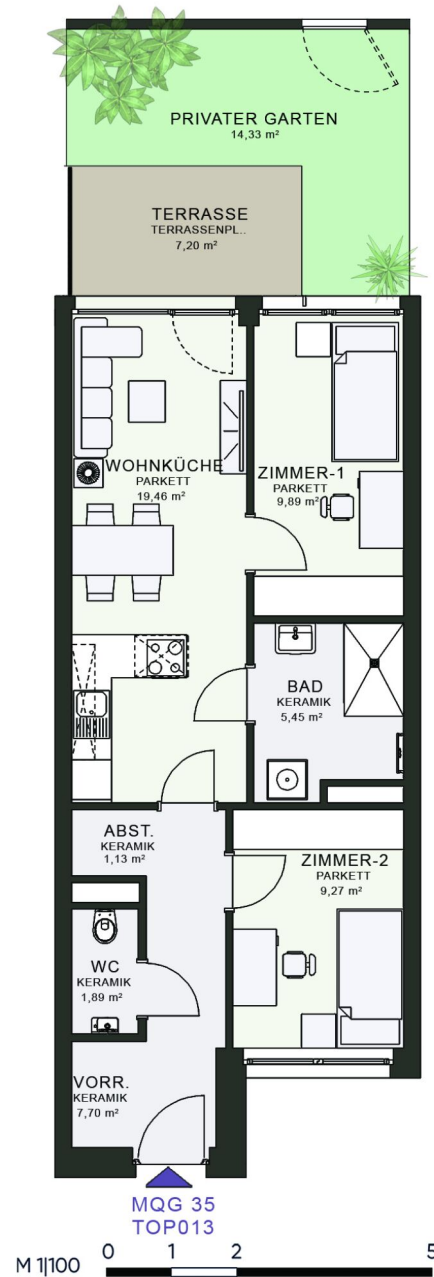 PRIVATER GARTEN
14,33 m²
TERRASSE
TERRASSENPL..
7,20 m²
WOHNKÜCHE
PARKETT
19,46 m²
ZIMMER-1
PARKETT
9,89 m²
BAD
KERAMIK
5,45 m²
ABST.
KERAMIK
1,13 m²
ZIMMER-2
PARKETT
9,27 m²
WC
KERAMIK
1,89 m²
VORR.
KERAMIK
7,70 m²
MQG 35
TOP013
M 1|100 0 1 2 5